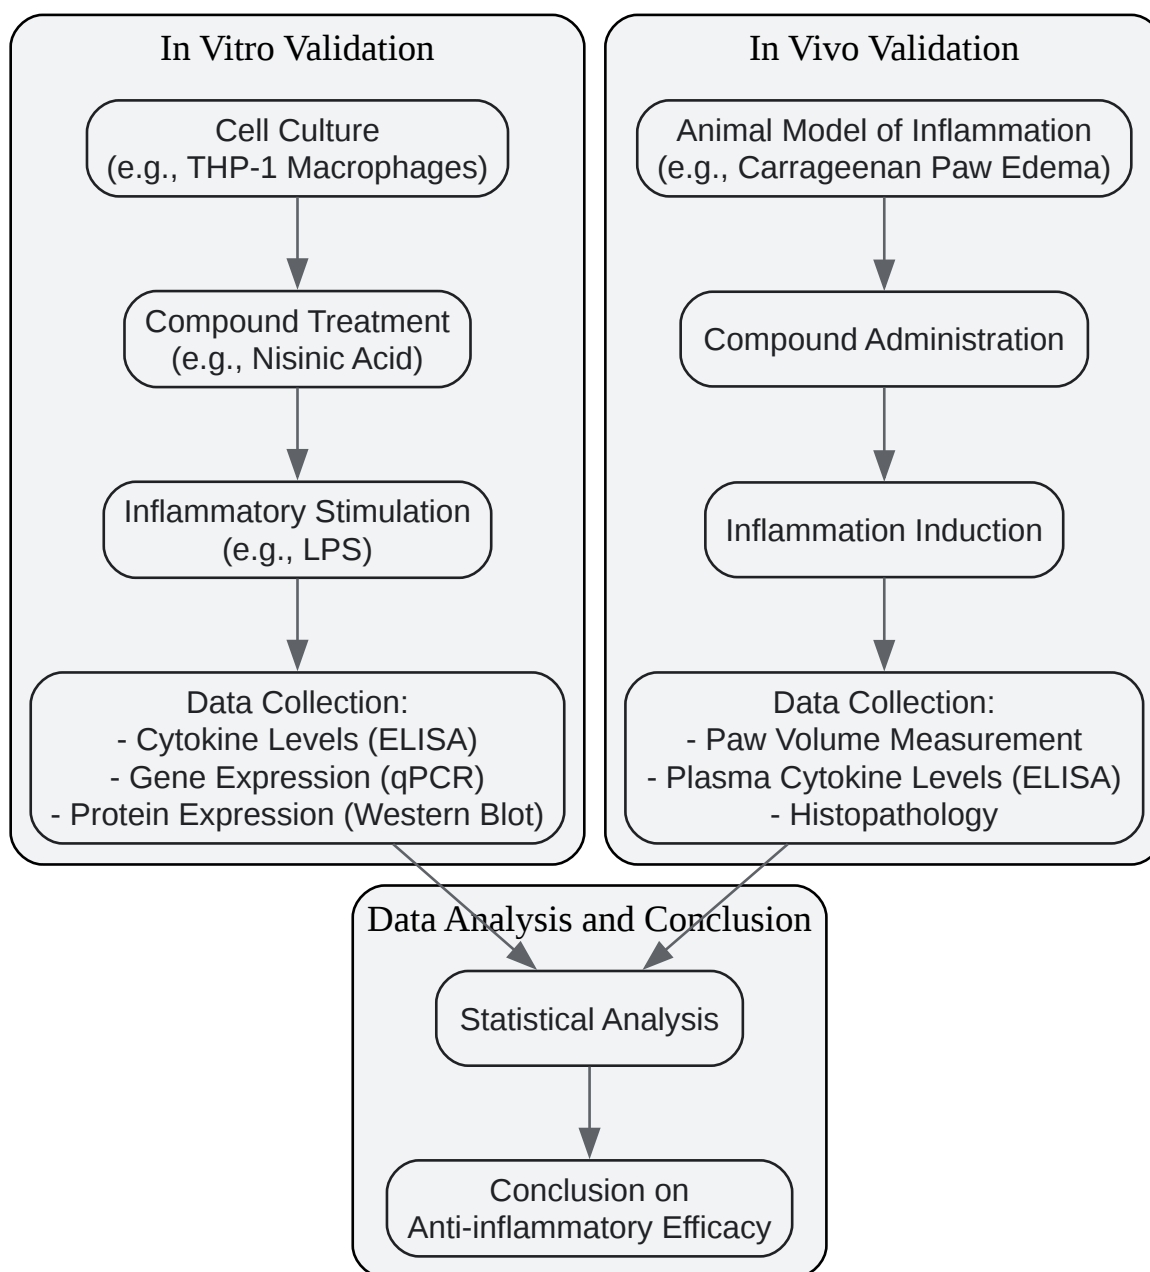 In Vitro Validation
Cell Culture
(e.g., THP-1 Macrophages)
Compound Treatment
(e.g., Nisinic Acid)
Inflammatory Stimulation
(e.g., LPS)
Data Collection:
- Cytokine Levels (ELISA)
- Gene Expression (qPCR)
- Protein Expression (Western Blot)
In Vivo Validation
Animal Model of Inflammation
(e.g., Carrageenan Paw Edema)
Compound Administration
Inflammation Induction
Data Collection:
- Paw Volume Measurement
- Plasma Cytokine Levels (ELISA)
- Histopathology
Data Analysis and Conclusion
Statistical Analysis
Conclusion on
Anti-inflammatory Efficacy